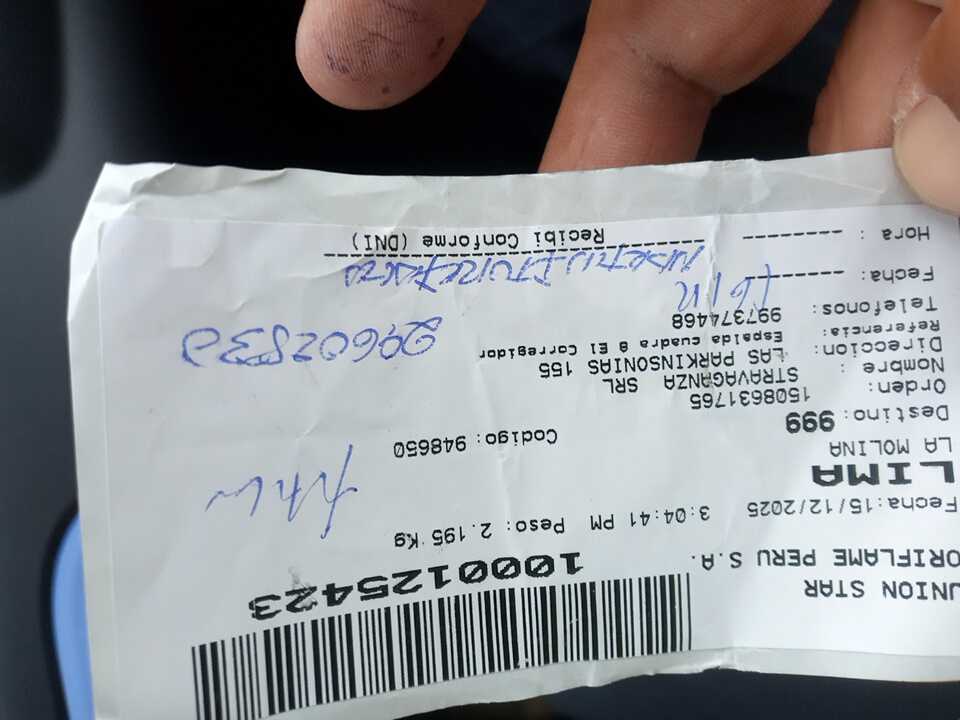 UNION STAR
ORIFLAME PERU S.A.
1000125423
Fecha:15/12/2025 3:04:41 PM Peso: 2.195 Kg
LIMA
LA MOLINA
Destino: 999 Codigo: 948650
Orden: 1508631765
Nombre : STRAVAGANZA SRL
Direccion: LAS PARKINSONIAS 155
Referencia: Espalda cuadra 8 El Corregidor
Telefonos: 997374468
Fecha:
Hora :
Recibi Conforme (DNI)